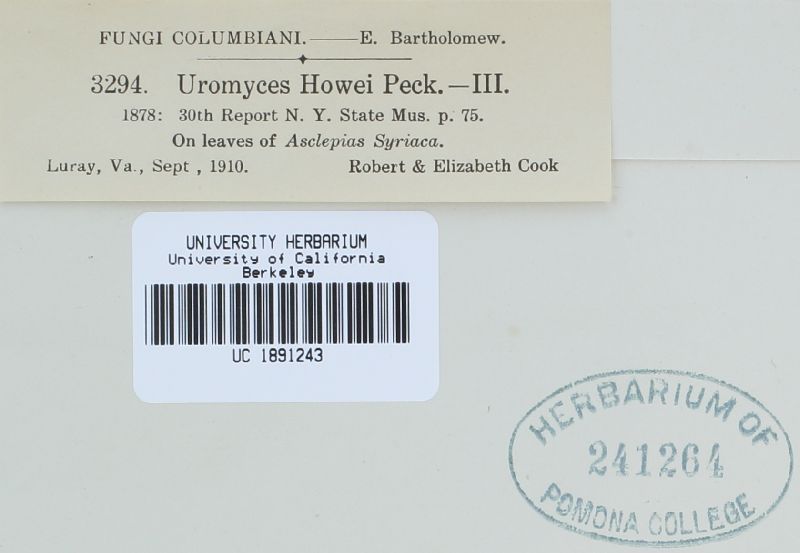 FUNGI COLUMBIANI.——E. Bartholomew.
3294. Uromyces Howei Peck.—III.
1878: 30th Report N. Y. State Mus. p. 75.
On leaves of Asclepias Syriaca.
Luray, Va., Sept , 1910. Robert & Elizabeth Cook
UNIVERSITY HERBARIUM
University of California
Berkeley
UC 1891243
HERBARIUM OF
241264
POMONA COLLEGE